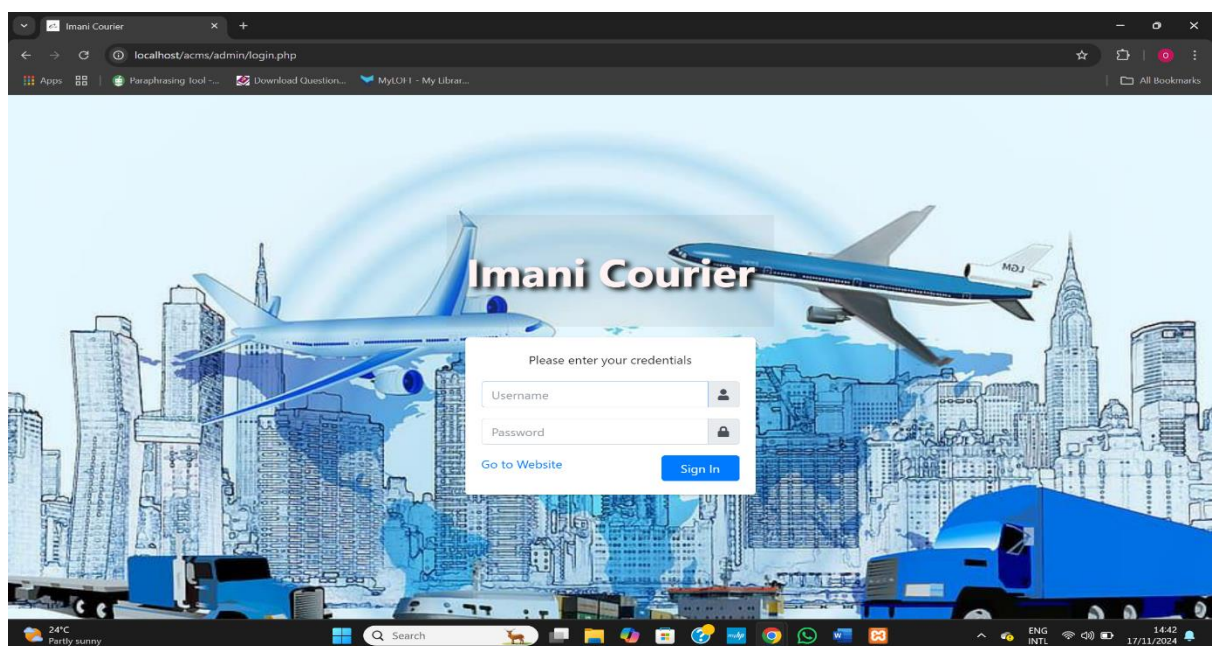 Imani Courier
localhost/acms/admin/login.php
Apps
Paraphrasing Tool -...
Download Question...
MyLOFT - My Librar...
All Bookmarks
MGJ
Imani Courier
Please enter your credentials
Username
Password
Go to Website
Sign In
24°C
Partly sunny
Search
ENG
INTL
14:42
17/11/2024